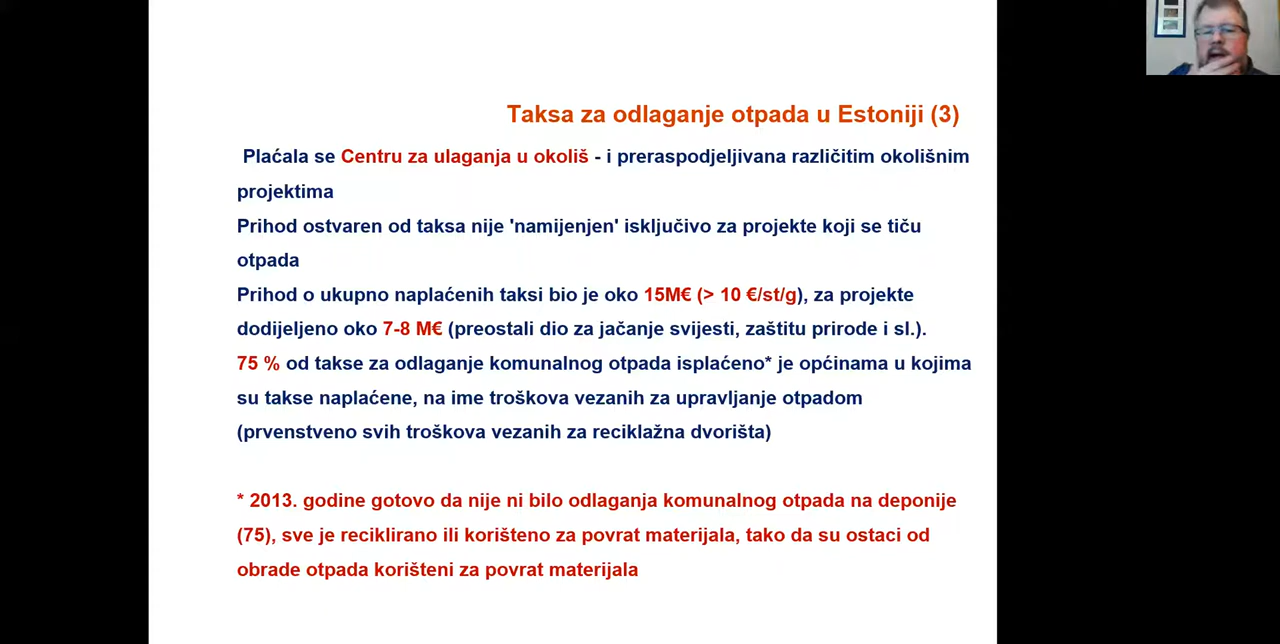 Taksa za odlaganje otpada u Estoniji (3)
Plaćala se Centru za ulaganja u okoliš - i preraspodjeljivana različitim okolišnim
projektima
Prihod ostvaren od taksa nije 'namijenjen' isključivo za projekte koji se tiču
otpada
Prihod o ukupno naplaćenih taksi bio je oko 15M€ (> 10 €/st/g), za projekte
dodijeljeno oko 7-8 M€ (preostali dio za jačanje svijesti, zaštitu prirode i sl.).
75 % od takse za odlaganje komunalnog otpada isplaćeno* je općinama u kojima
su takse naplaćene, na ime troškova vezanih za upravljanje otpadom
(prvenstveno svih troškova vezanih za reciklažna dvorišta)
* 2013. godine gotovo da nije ni bilo odlaganja komunalnog otpada na deponije
(75), sve je reciklirano ili korišteno za povrat materijala, tako da su ostaci od
obrade otpada korišteni za povrat materijala